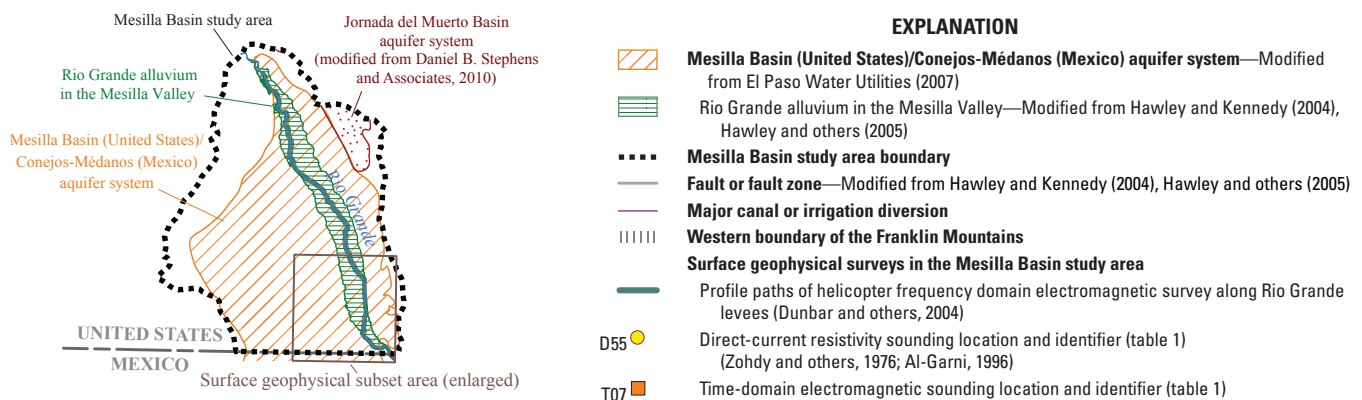 Mesilla Basin study area
Jornada del Muerto Basin
aquifer system
(modified from Daniel B. Stephens
and Associates, 2010)
Rio Grande alluvium
in the Mesilla Valley
Mesilla Basin (United States)/
Conejos-Médanos (Mexico)
aquifer system
Rio Grande
UNITED STATES
MEXICO
Surface geophysical subset area (enlarged)
EXPLANATION
Mesilla Basin (United States)/Conejos-Médanos (Mexico) aquifer system—Modified
from El Paso Water Utilities (2007)
Rio Grande alluvium in the Mesilla Valley—Modified from Hawley and Kennedy (2004),
Hawley and others (2005)
Mesilla Basin study area boundary
Fault or fault zone—Modified from Hawley and Kennedy (2004), Hawley and others (2005)
Major canal or irrigation diversion
Western boundary of the Franklin Mountains
Surface geophysical surveys in the Mesilla Basin study area
Profile paths of helicopter frequency domain electromagnetic survey along Rio Grande
levees (Dunbar and others, 2004)
D55 Direct-current resistivity sounding location and identifier (table 1)
(Zohdy and others, 1976; Al-Garni, 1996)
T07 Time-domain electromagnetic sounding location and identifier (table 1)